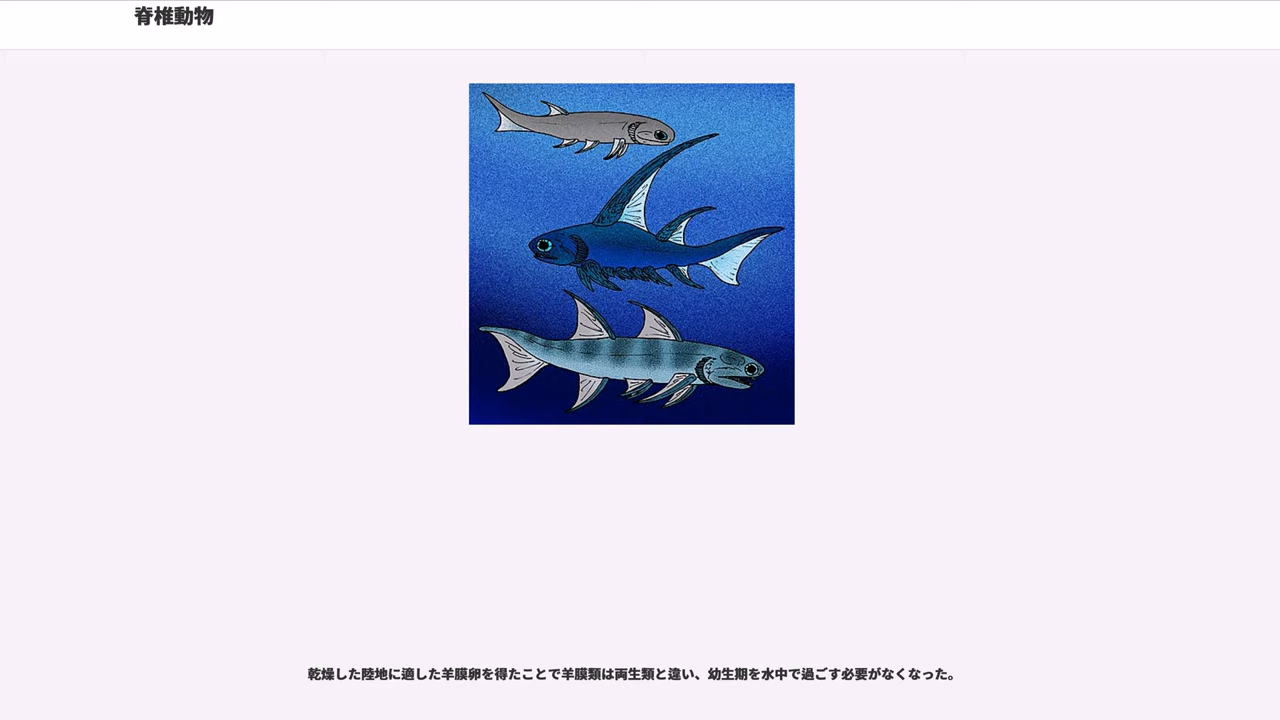 脊椎動物
乾燥した陸地に適した羊膜卵を得たことで羊膜類は両生類と違い、幼生期を水中で過ごす必要がなくなった。